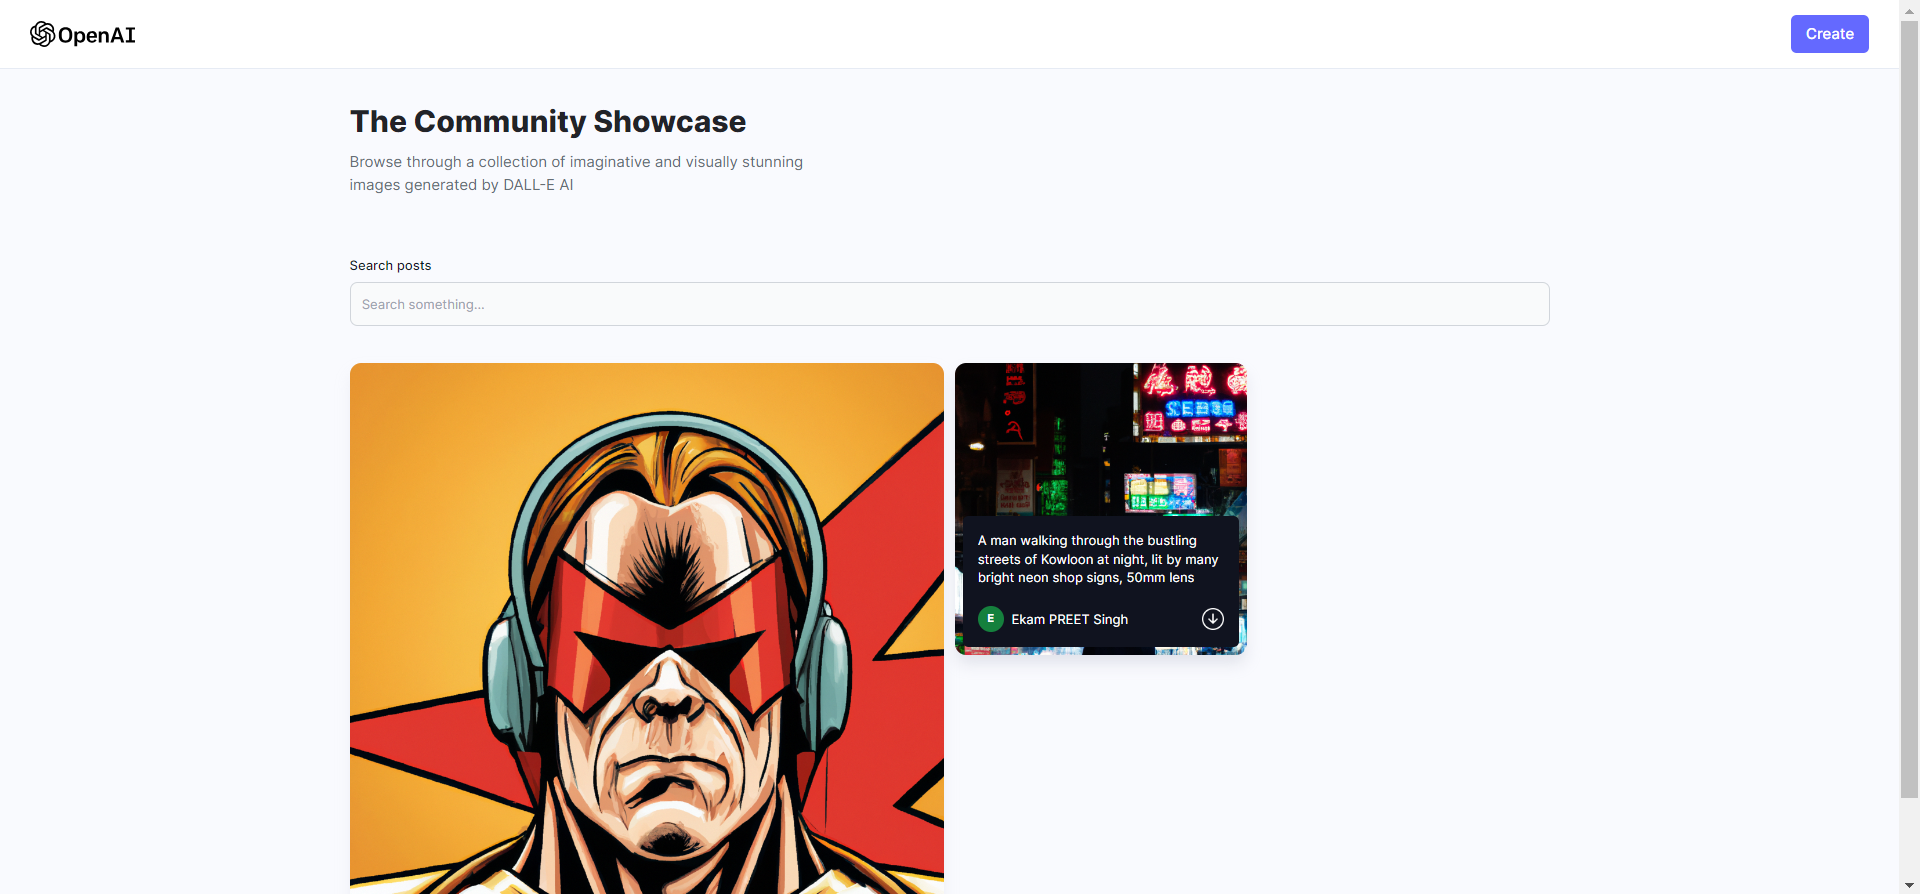 OpenAI
Create
The Community Showcase
Browse through a collection of imaginative and visually stunning
images generated by DALL-E AI
Search posts
Search something...
A man walking through the bustling
streets of Kowloon at night, lit by many
bright neon shop signs, 50mm lens
E
Ekam PREET Singh